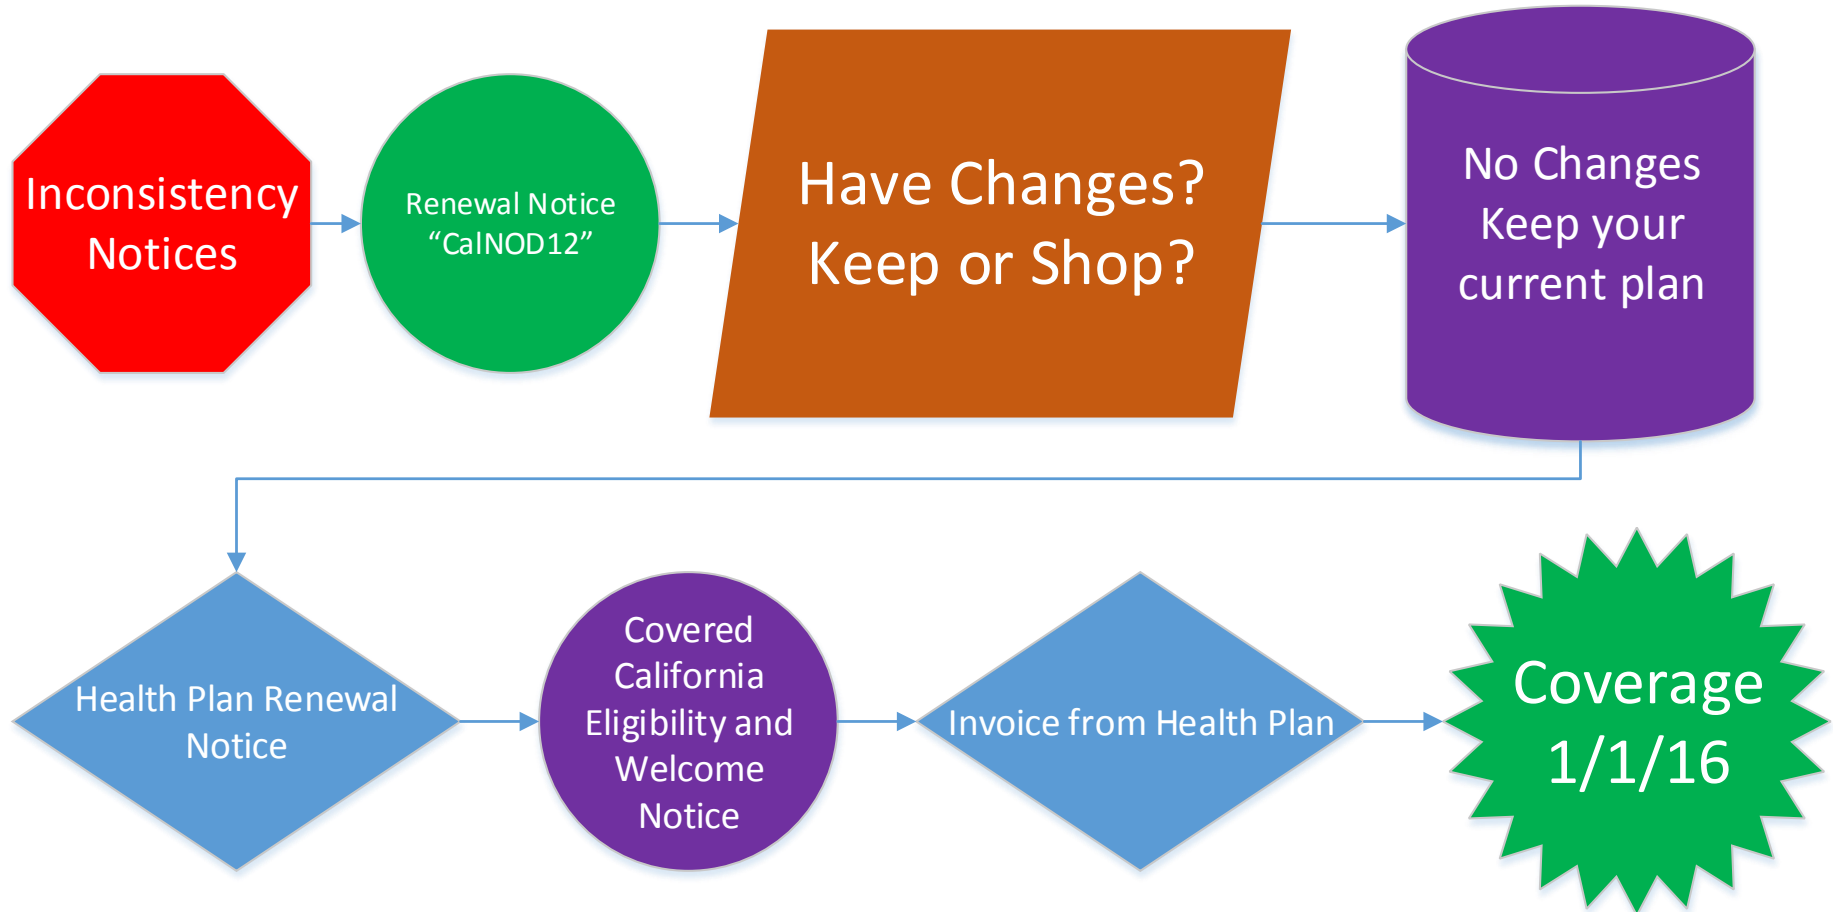 Inconsistency
Notices
Renewal Notice
“CalNOD12”
Have Changes?
Keep or Shop?
No Changes
Keep your
current plan
Health Plan Renewal
Notice
Covered
California
Eligibility and
Welcome
Notice
Invoice from Health Plan
Coverage
1/1/16